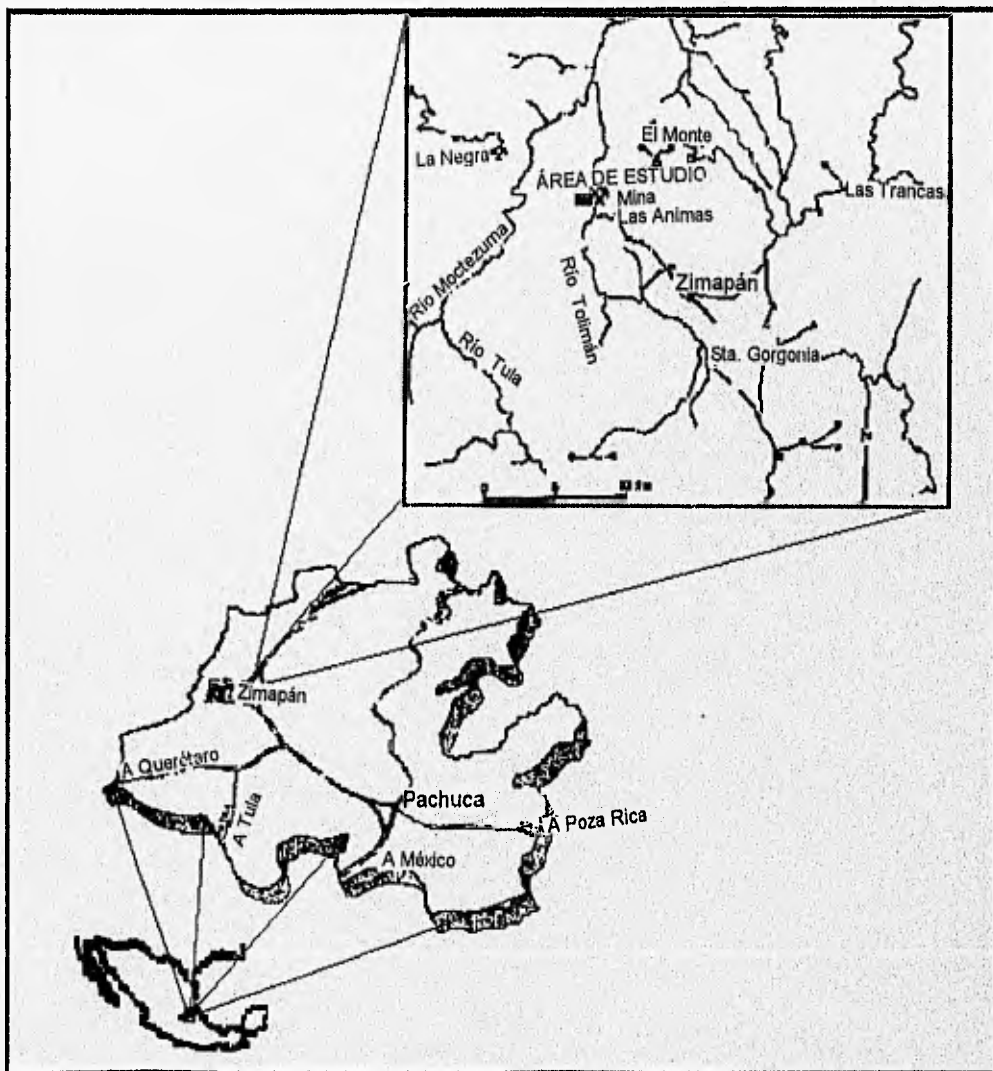 El Monte
La Negra
ÁREA DE ESTUDIO
Las Trancas
Mina
Las Animas
Río Moctezuma
Río Tolimán
Zimapán
Río Tula
Sta. Gorgonia
0
Zimapán
A Querétaro
Pachuca
A Tula
A Poza Rica
A México